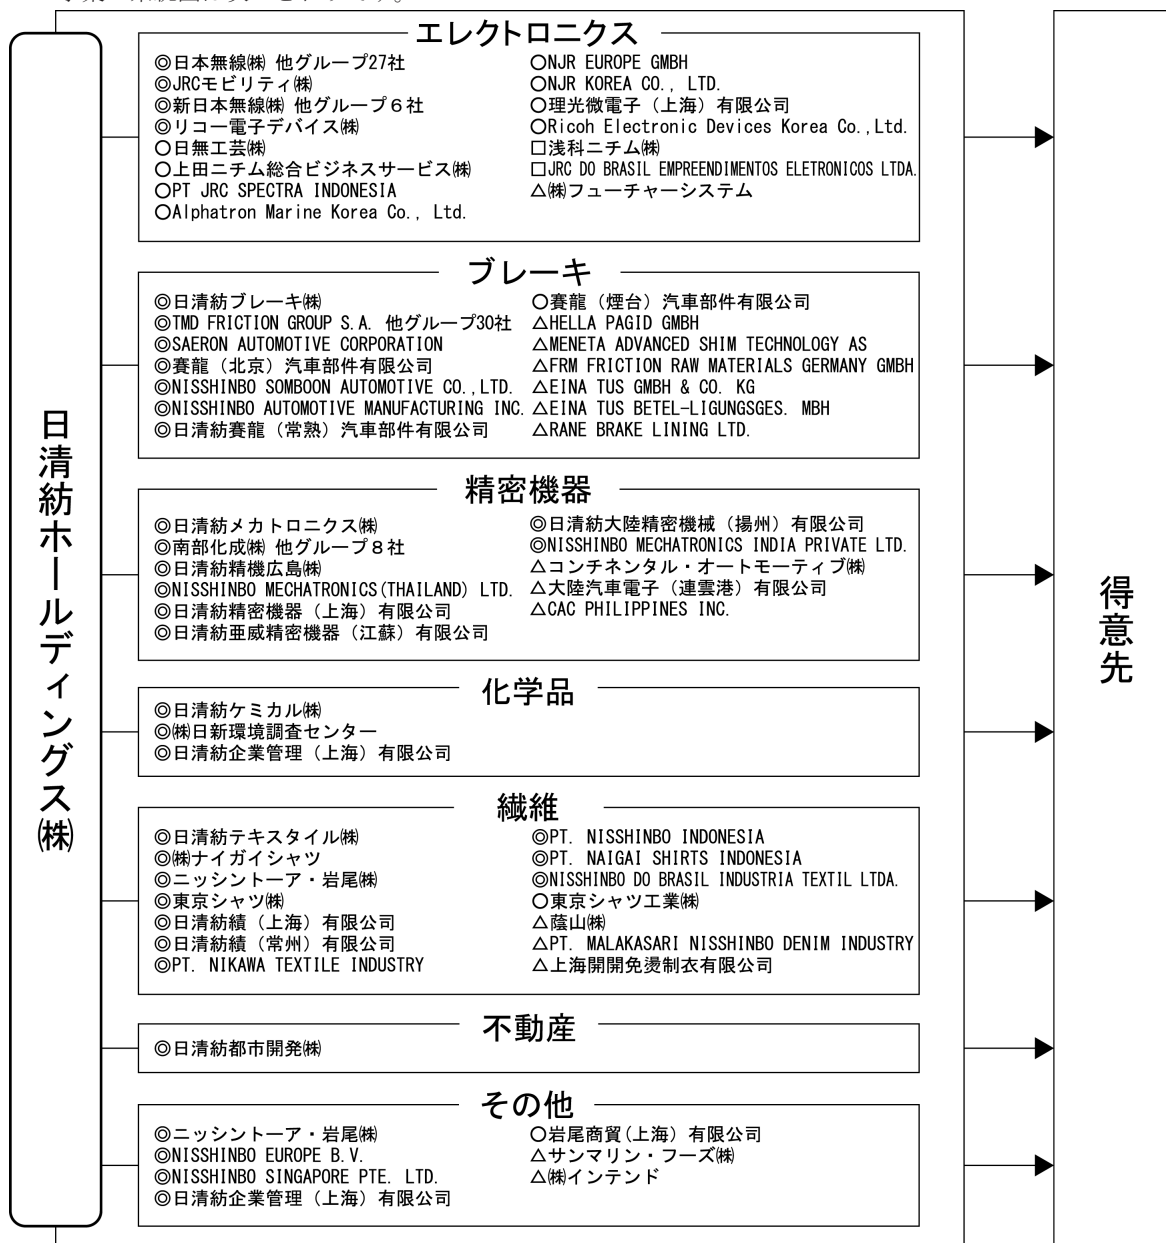 日清紡ホールディングス㈱
エレクトロニクス
◎日本無線㈱ 他グループ27社
◎JRCモビリティ㈱
◎新日本無線㈱ 他グループ６社
◎リコー電子デバイス㈱
○日無工芸㈱
○上田ニチム総合ビジネスサービス㈱
○PT JRC SPECTRA INDONESIA
○Alphatron Marine Korea Co., Ltd.
○NJR EUROPE GMBH
○NJR KOREA CO., LTD.
○理光微電子（上海）有限公司
○Ricoh Electronic Devices Korea Co.,Ltd.
□浅科ニチム㈱
□JRC DO BRASIL EMPREENDIMENTOS ELETRONICOS LTDA.
△㈱フューチャーシステム
ブレーキ
◎日清紡ブレーキ㈱
◎TMD FRICTION GROUP S.A. 他グループ30社
◎SAERON AUTOMOTIVE CORPORATION
◎賽龍（北京）汽車部件有限公司
◎NISSHINBO SOMBOON AUTOMOTIVE CO.,LTD.
◎NISSHINBO AUTOMOTIVE MANUFACTURING INC.
◎日清紡賽龍（常熟）汽車部件有限公司
○賽龍（煙台）汽車部件有限公司
△HELLA PAGID GMBH
△MENETA ADVANCED SHIM TECHNOLOGY AS
△FRM FRICTION RAW MATERIALS GERMANY GMBH
△EINA TUS GMBH & CO. KG
△EINA TUS BETEL-LIGUNGSGES. MBH
△RANE BRAKE LINING LTD.
精密機器
◎日清紡メカトロニクス㈱
◎南部化成㈱ 他グループ８社
◎日清紡精機広島㈱
◎NISSHINBO MECHATRONICS(THAILAND) LTD.
◎日清紡精密機器（上海）有限公司
◎日清紡亜威精密機器（江蘇）有限公司
◎日清紡大陸精密機械（揚州）有限公司
◎NISSHINBO MECHATRONICS INDIA PRIVATE LTD.
△コンチネンタル・オートモーティブ㈱
△大陸汽車電子（連雲港）有限公司
△CAC PHILIPPINES INC.
化学品
◎日清紡ケミカル㈱
◎㈱日新環境調査センター
◎日清紡企業管理（上海）有限公司
繊維
◎日清紡テキスタイル㈱
◎㈱ナイガイシャツ
◎ニッシントーア・岩尾㈱
◎東京シャツ㈱
◎日清紡績（上海）有限公司
◎日清紡績（常州）有限公司
◎PT. NIKAWA TEXTILE INDUSTRY
◎PT. NISSHINBO INDONESIA
◎PT. NAIGAI SHIRTS INDONESIA
◎NISSHINBO DO BRASIL INDUSTRIA TEXTIL LTDA.
○東京シャツ工業㈱
△蔭山㈱
△PT. MALAKASARI NISSHINBO DENIM INDUSTRY
△上海開開免燙制衣有限公司
不動産
◎日清紡都市開発㈱
その他
◎ニッシントーア・岩尾㈱
◎NISSHINBO EUROPE B.V.
◎NISSHINBO SINGAPORE PTE. LTD.
◎日清紡企業管理（上海）有限公司
○岩尾商貿(上海）有限公司
△サンマリン・フーズ㈱
△㈱インテンド
得意先